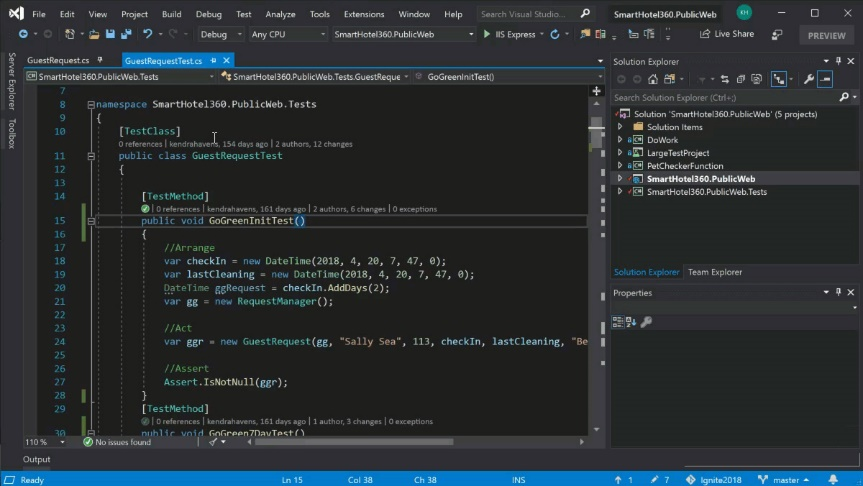 File Edit View Project Build Debug Team Test Analyze Tools Extensions Window Help Search Visual Studio... SmartHotel360.PublicWeb KH
Debug Any CPU SmartHotel360.PublicWeb IIS Express Live Share PREVIEW
Server Explorer
Toolbox
GuestRequest.cs GuestRequestTest.cs
SmartHotel360.PublicWeb.Tests SmartHotel360.PublicWeb.Tests.GuestReque GoGreenInitTest()
7
8 namespace SmartHotel360.PublicWeb.Tests
9 {
10 [TestClass]
0 references | kendrahavens, 154 days ago | 2 authors, 12 changes
11 public class GuestRequestTest
12 {
13
14 [TestMethod]
0 references | kendrahavens, 161 days ago | 2 authors, 6 changes | 0 exceptions
15 public void GoGreenInitTest()
16 {
17 //Arrange
18 var checkIn = new DateTime(2018, 4, 20, 7, 47, 0);
19 var lastCleaning = new DateTime(2018, 4, 20, 7, 47, 0);
20 DateTime ggRequest = checkIn.AddDays(2);
21 var gg = new RequestManager();
22
23 //Act
24 var ggr = new GuestRequest(gg, "Sally Sea", 113, checkIn, lastCleaning, "Be
25
26 //Assert
27 Assert.IsNotNull(ggr);
28 }
29 [TestMethod]
0 references | kendrahavens, 161 days ago | 1 author, 3 changes | 0 exceptions
30 public void GoGreen7DayTest()
110 % No issues found
Output
Solution Explorer
Search Solution Explorer (Ctrl+;)
Solution 'SmartHotel360.PublicWeb' (5 projects)
Solution Items
DoWork
LargeTestProject
PetCheckerFunction
SmartHotel360.PublicWeb
SmartHotel360.PublicWeb.Tests
Solution Explorer Team Explorer
Properties
Ready Ln 15 Col 38 Ch 38 INS 1 7 Ignite2018 master